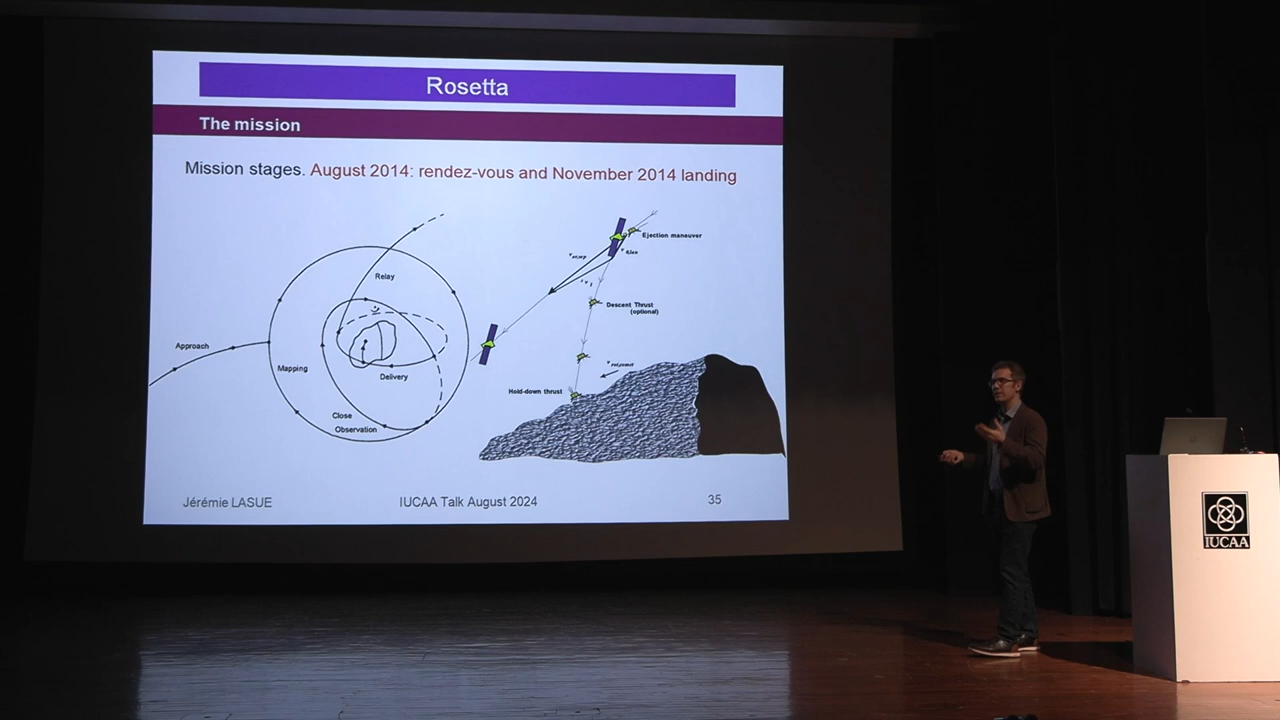 Rosetta
The mission
Mission stages. August 2014: rendez-vous and November 2014 landing
Ejection maneuver
Relay
Descent Thrust
(optional)
Approach
Mapping
Delivery
Hold-down thrust
Close
Observation
Jérémie LASUE
IUCAA Talk August 2024
35
IUCAA